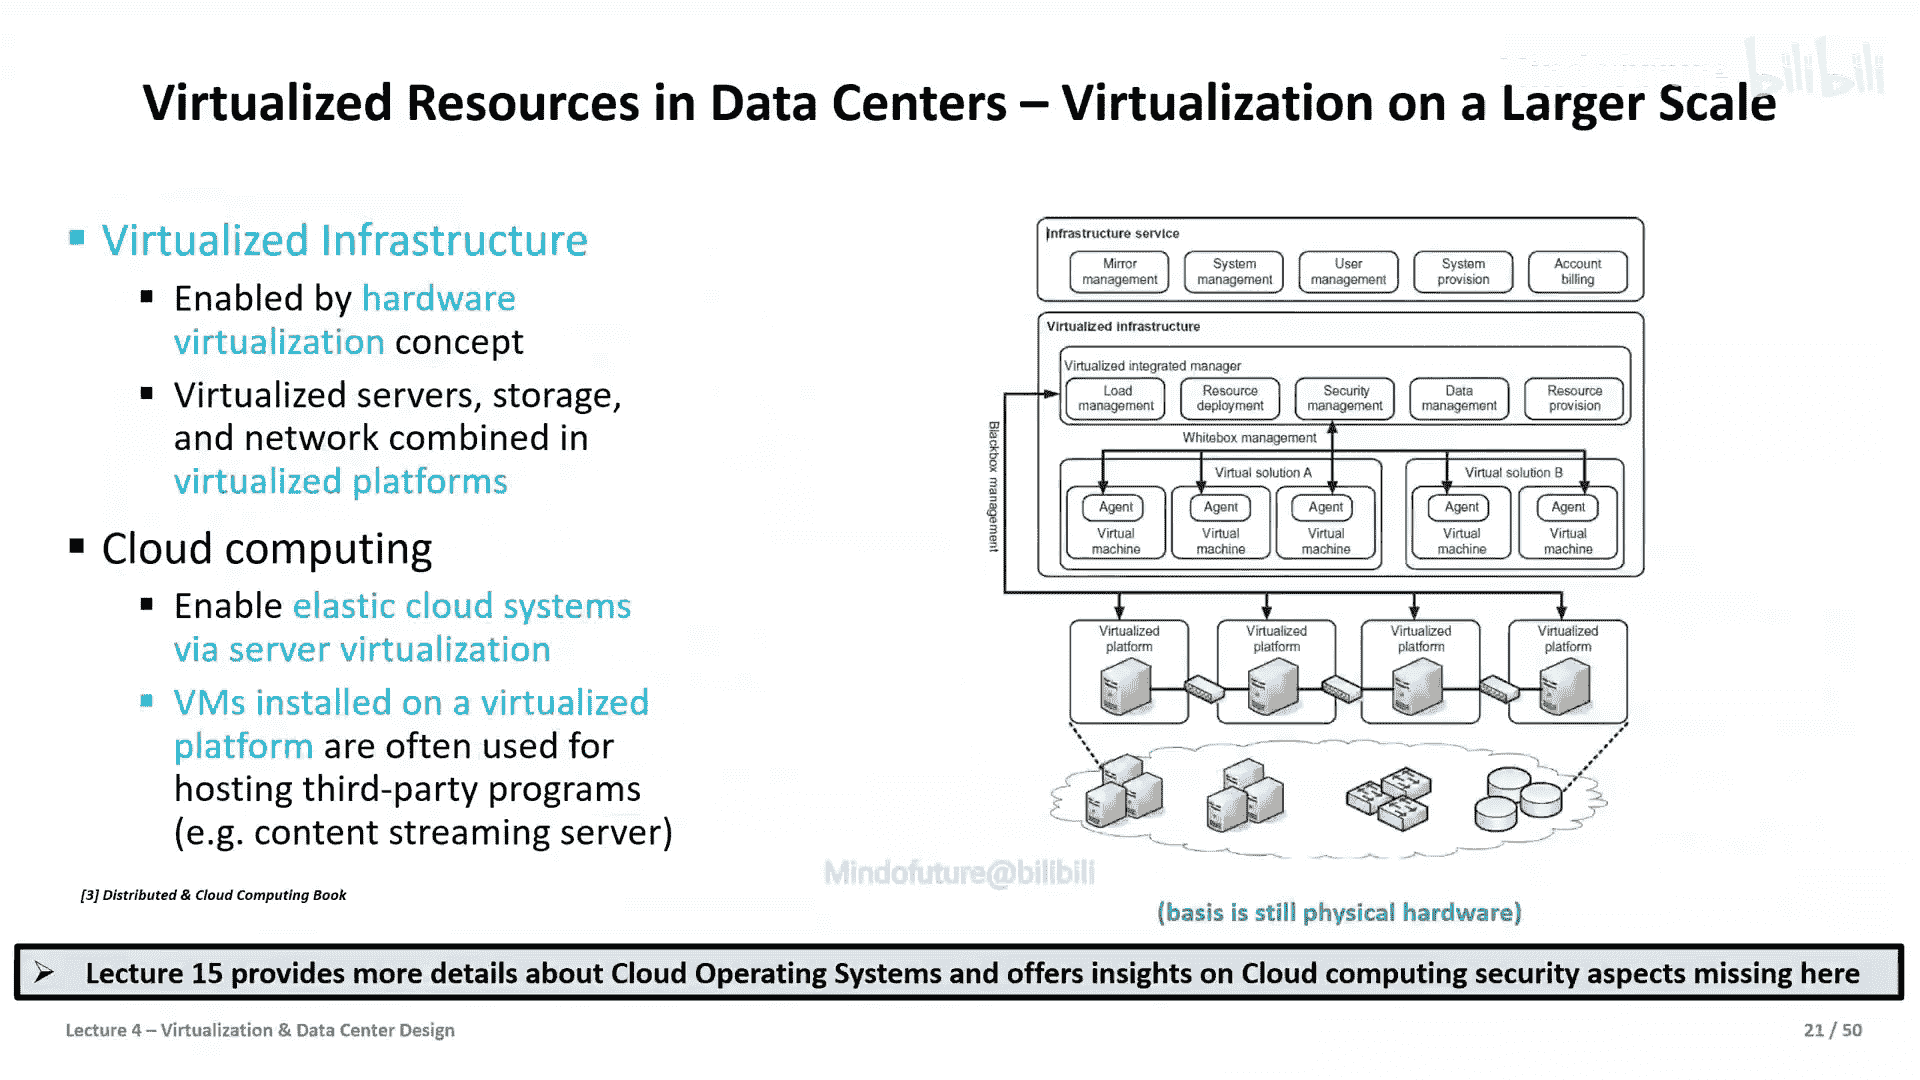 bilibili
Virtualized Resources in Data Centers – Virtualization on a Larger Scale
Virtualized Infrastructure
Enabled by hardware
virtualization concept
Virtualized servers, storage,
and network combined in
virtualized platforms
Cloud computing
Enable elastic cloud systems
via server virtualization
VMs installed on a virtualized
platform are often used for
hosting third-party programs
(e.g. content streaming server)
[3] Distributed & Cloud Computing Book
Infrastructure service
Mirror
management
System
management
User
management
System
provision
Account
billing
Virtualized infrastructure
Virtualized integrated manager
Load
management
Resource
deployment
Security
management
Data
management
Resource
provision
Blackbox management
Whitebox management
Virtual solution A
Agent
Virtual
machine
Agent
Virtual
machine
Agent
Virtual
machine
Virtual solution B
Agent
Virtual
machine
Agent
Virtual
machine
Virtualized
platform
Virtualized
platform
Virtualized
platform
Virtualized
platform
Mindofuture@bilibili
(basis is still physical hardware)
Lecture 15 provides more details about Cloud Operating Systems and offers insights on Cloud computing security aspects missing here
Lecture 4 – Virtualization & Data Center Design
21 / 50